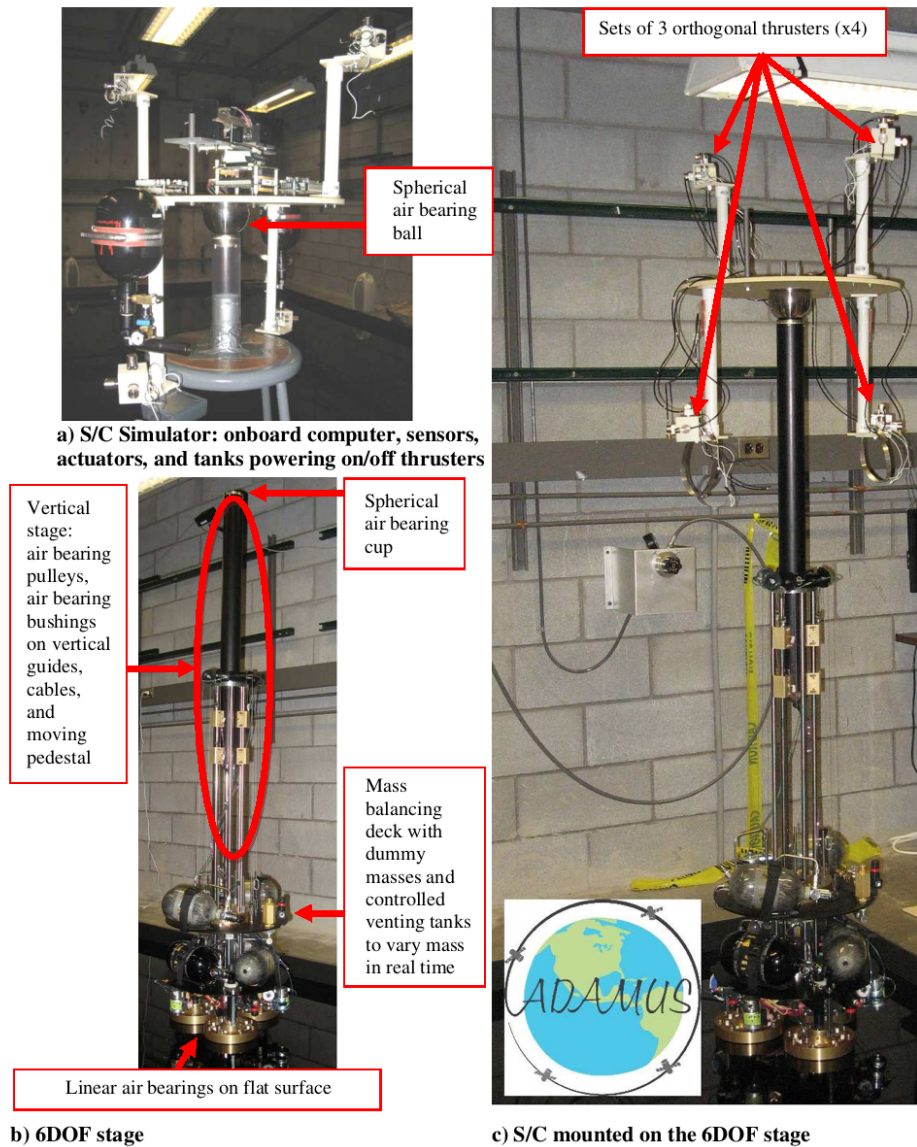 Sets of 3 orthogonal thrusters (x4)
Spherical
air bearing
ball
a) S/C Simulator: onboard computer, sensors,
actuators, and tanks powering on/off thrusters
Vertical
stage:
air bearing
pulleys,
air bearing
bushings
on vertical
guides,
cables,
and
moving
pedestal
Spherical
air bearing
cup
Mass
balancing
deck with
dummy
masses and
controlled
venting tanks
to vary mass
in real time
Linear air bearings on flat surface
b) 6DOF stage
CAUTION
ADAMUS
c) S/C mounted on the 6DOF stage